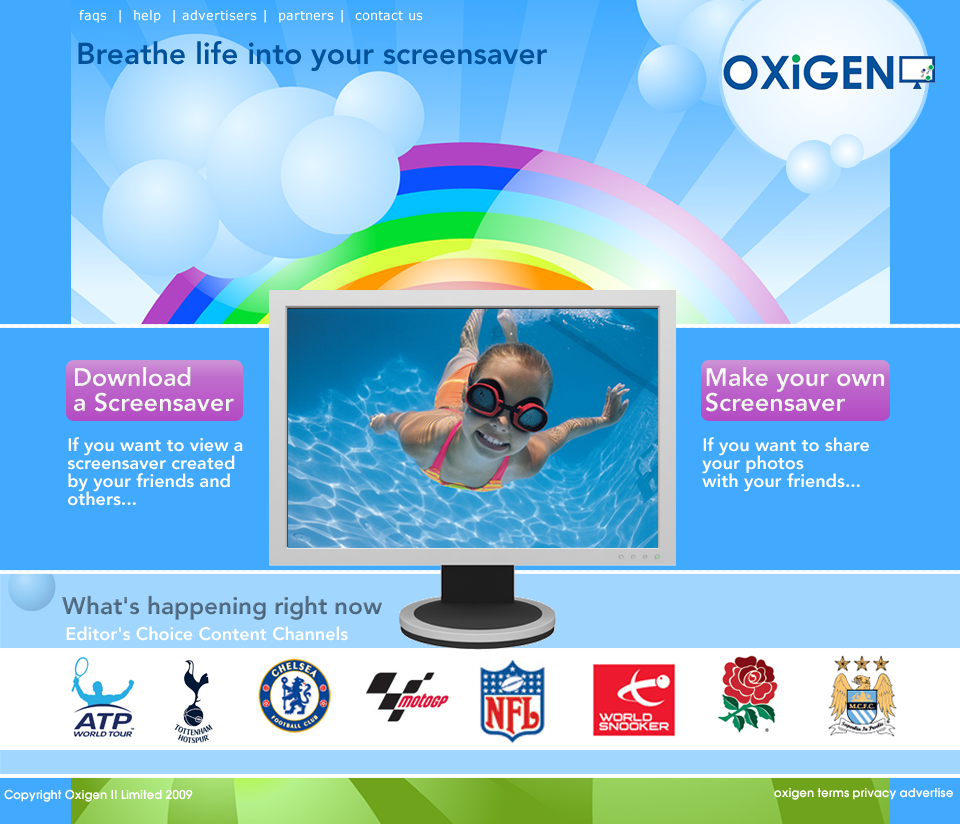 faqs | help | advertisers | partners | contact us
Breathe life into your screensaver
OXiGEN
Download
a Screensaver
If you want to view a
screensaver created
by your friends and
others...
Make your own
Screensaver
If you want to share
your photos
with your friends...
What's happening right now
Editor's Choice Content Channels
ATP
WORLD TOUR
TOTTENHAM
HOTSPUR
CHELSEA
FOOTBALL CLUB
motoGP
NFL
WORLD
SNOOKER
M.C.F.C.
Superbia In Proelio
Copyright Oxigen II Limited 2009
oxigen terms privacy advertise